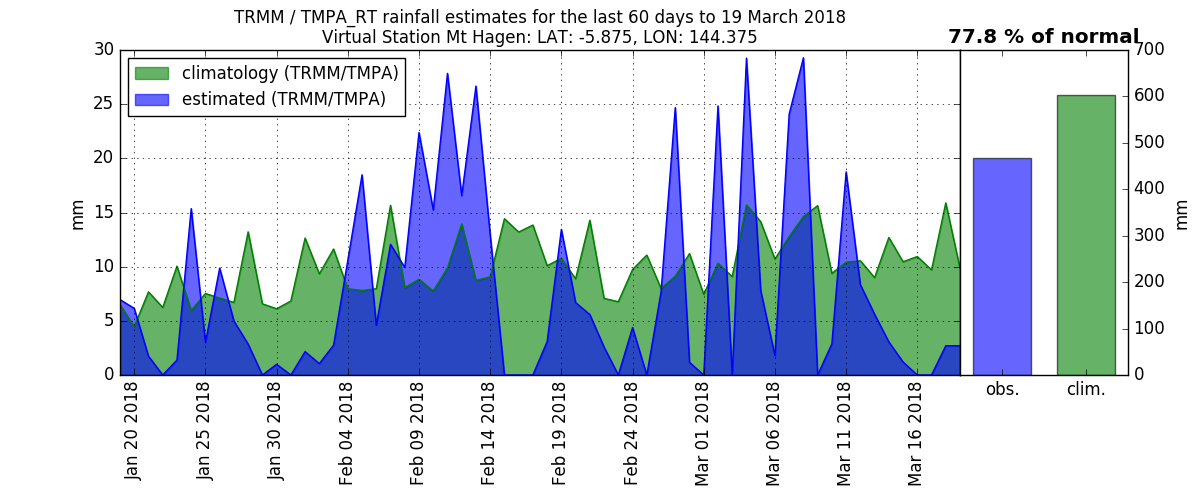 TRMM / TMPA_RT rainfall estimates for the last 60 days to 19 March 2018
Virtual Station Mt Hagen: LAT: -5.875, LON: 144.375
77.8 % of normal
climatology (TRMM/TMPA)
estimated (TRMM/TMPA)
30
25
20
15
10
5
0
mm
Jan 20 2018
Jan 25 2018
Jan 30 2018
Feb 04 2018
Feb 09 2018
Feb 14 2018
Feb 19 2018
Feb 24 2018
Mar 01 2018
Mar 06 2018
Mar 11 2018
Mar 16 2018
700
600
500
400
300
200
100
0
mm
obs.
clim.